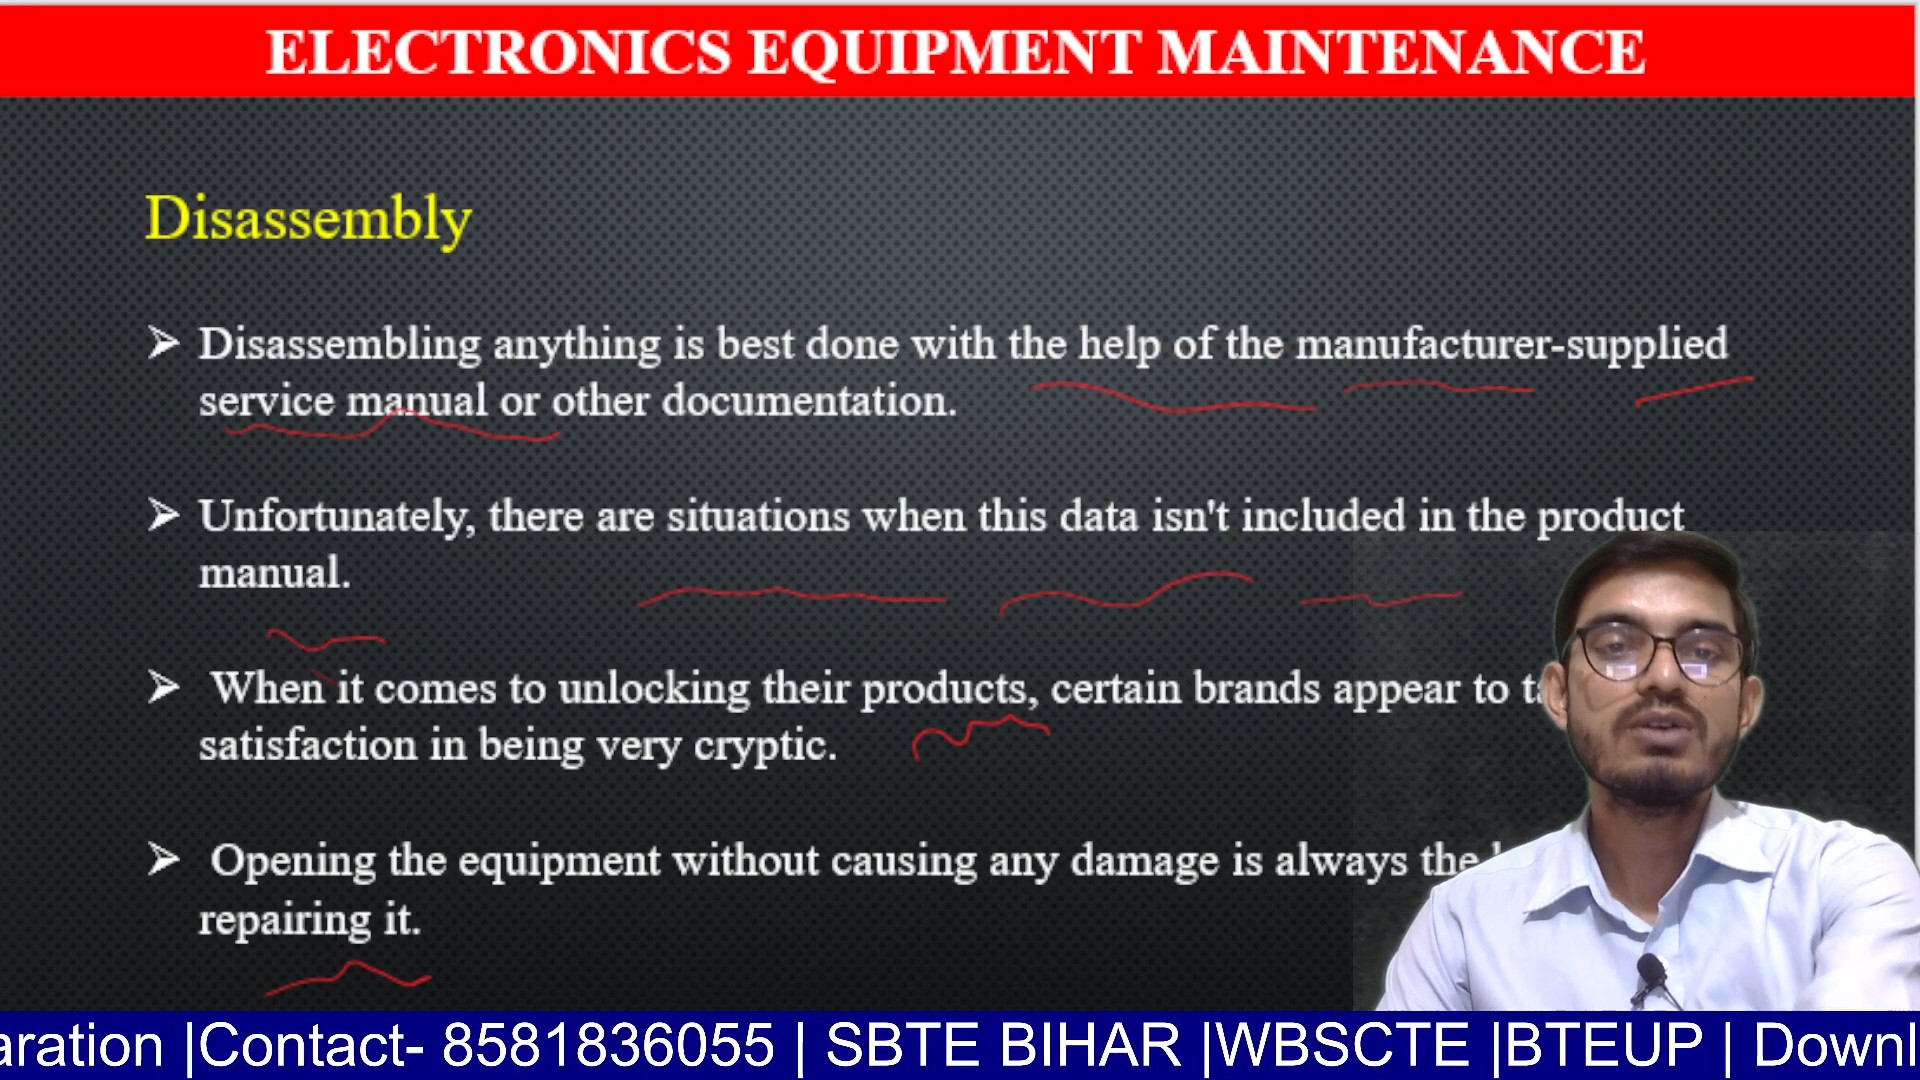 ELECTRONICS EQUIPMENT MAINTENANCE
Disassembly
➤ Disassembling anything is best done with the help of the manufacturer-supplied
service manual or other documentation.
➤ Unfortunately, there are situations when this data isn't included in the product
manual.
➤ When it comes to unlocking their products, certain brands appear to
satisfaction in being very cryptic.
➤ Opening the equipment without causing any damage is always the
repairing it.
aration |Contact- 8581836055 | SBTE BIHAR |WBSCTE |BTEUP | Downl